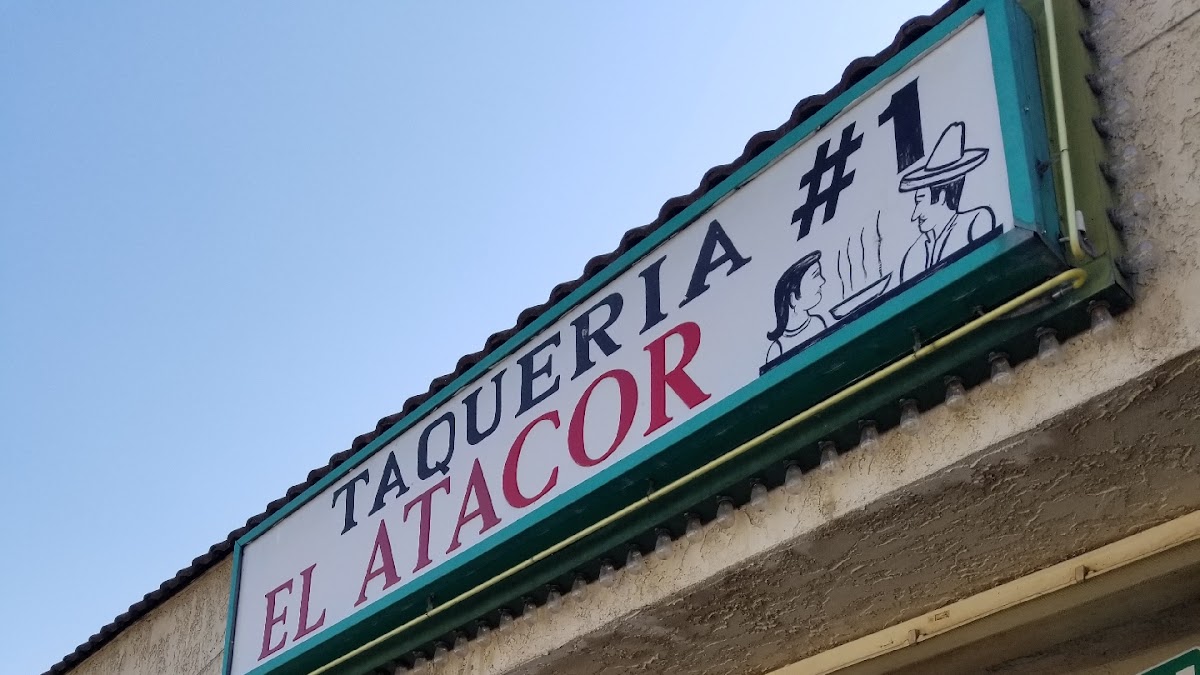 TAQUERIA #1
EL ATACOR